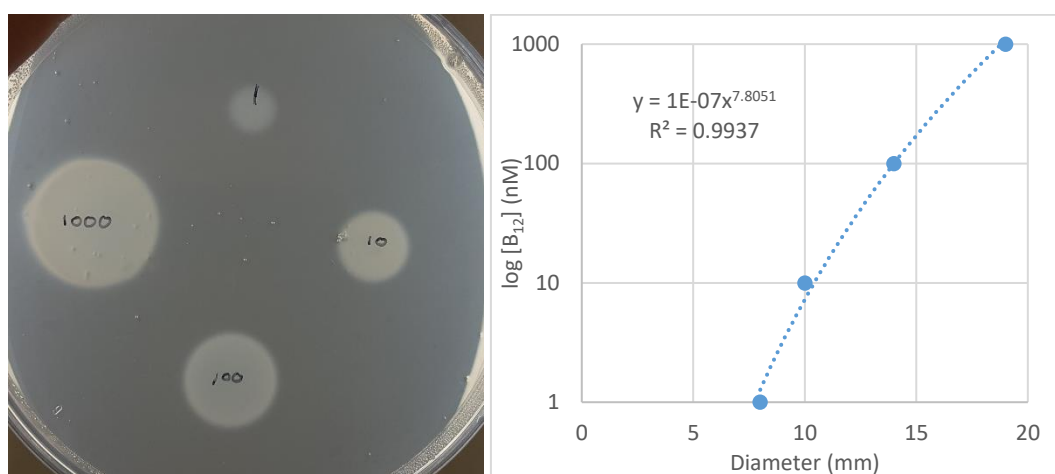 1
1000
10
100
y = 1E-07x^7.8051
R² = 0.9937
log [B₁₂] (nM)
1000
100
10
1
0 5 10 15 20
Diameter (mm)